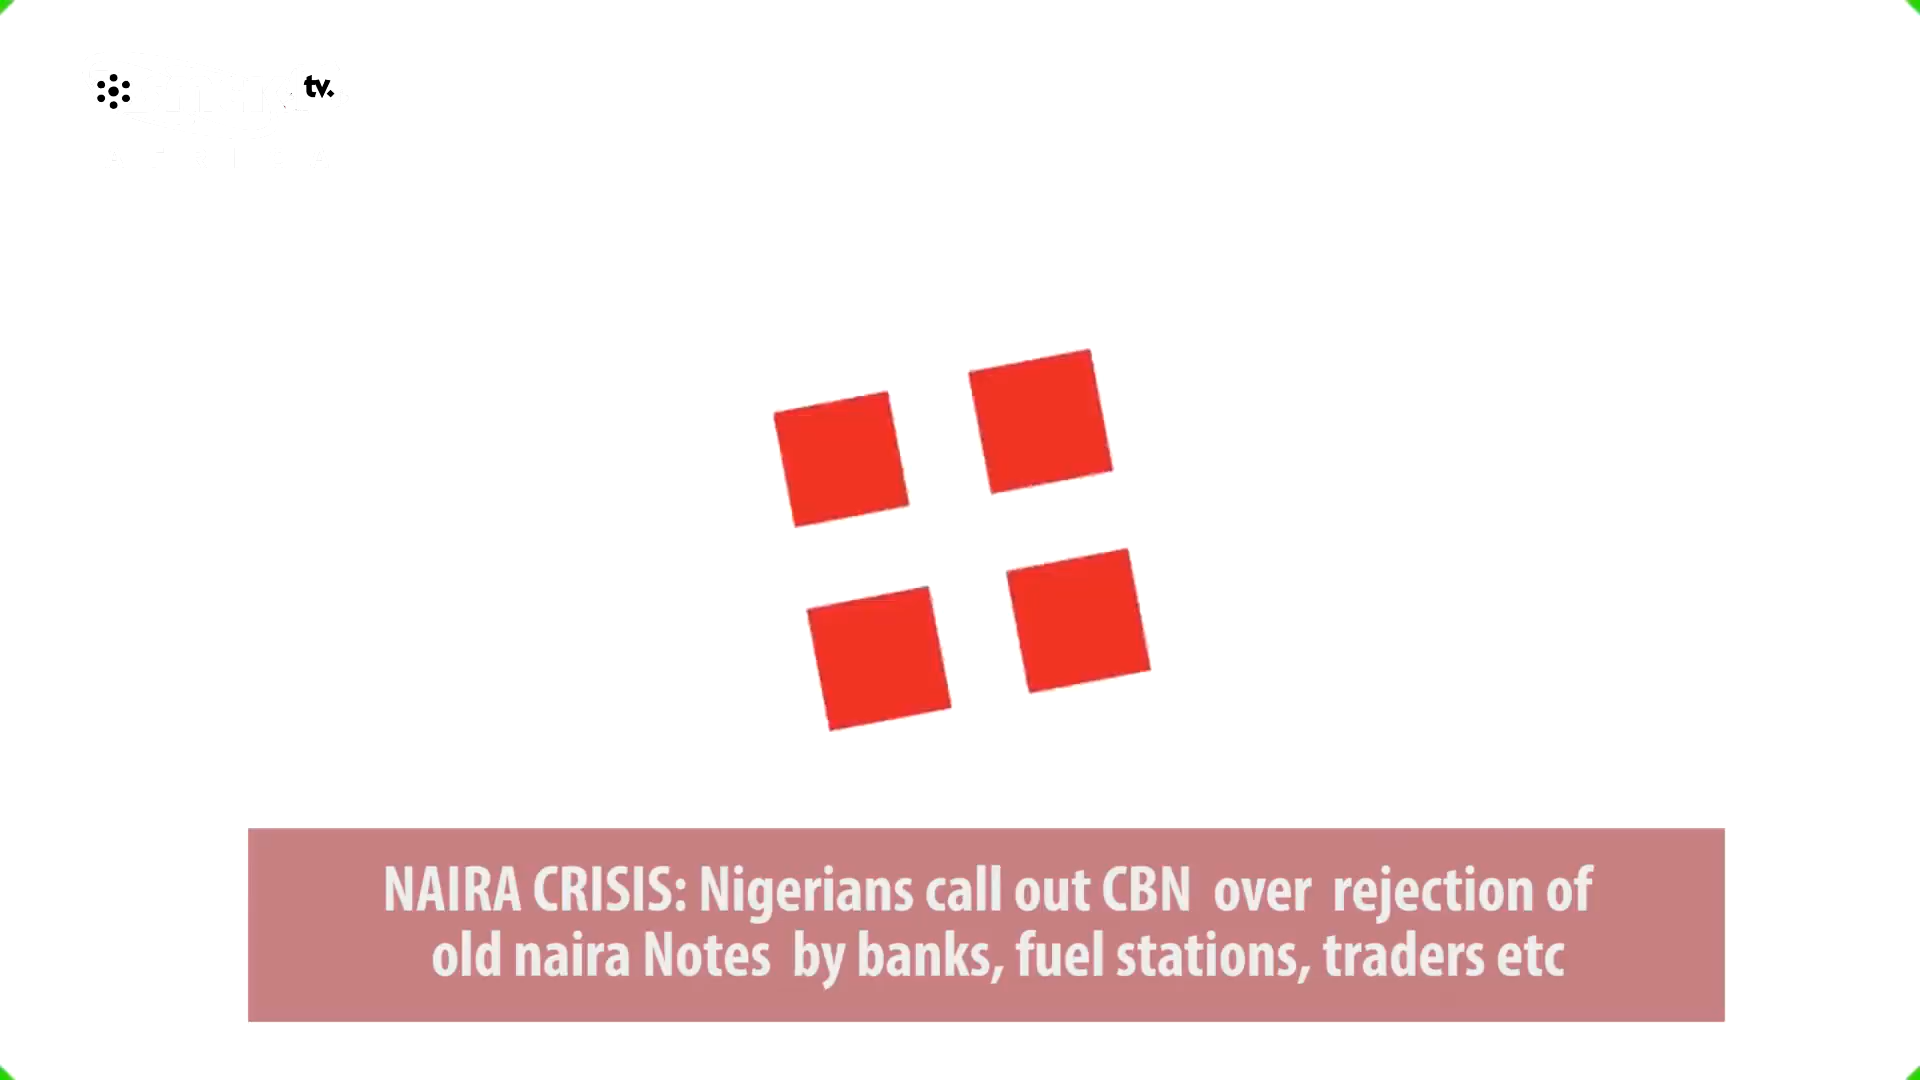 tv.
NAIRA CRISIS: Nigerians call out CBN over rejection of
old naira Notes by banks, fuel stations, traders etc